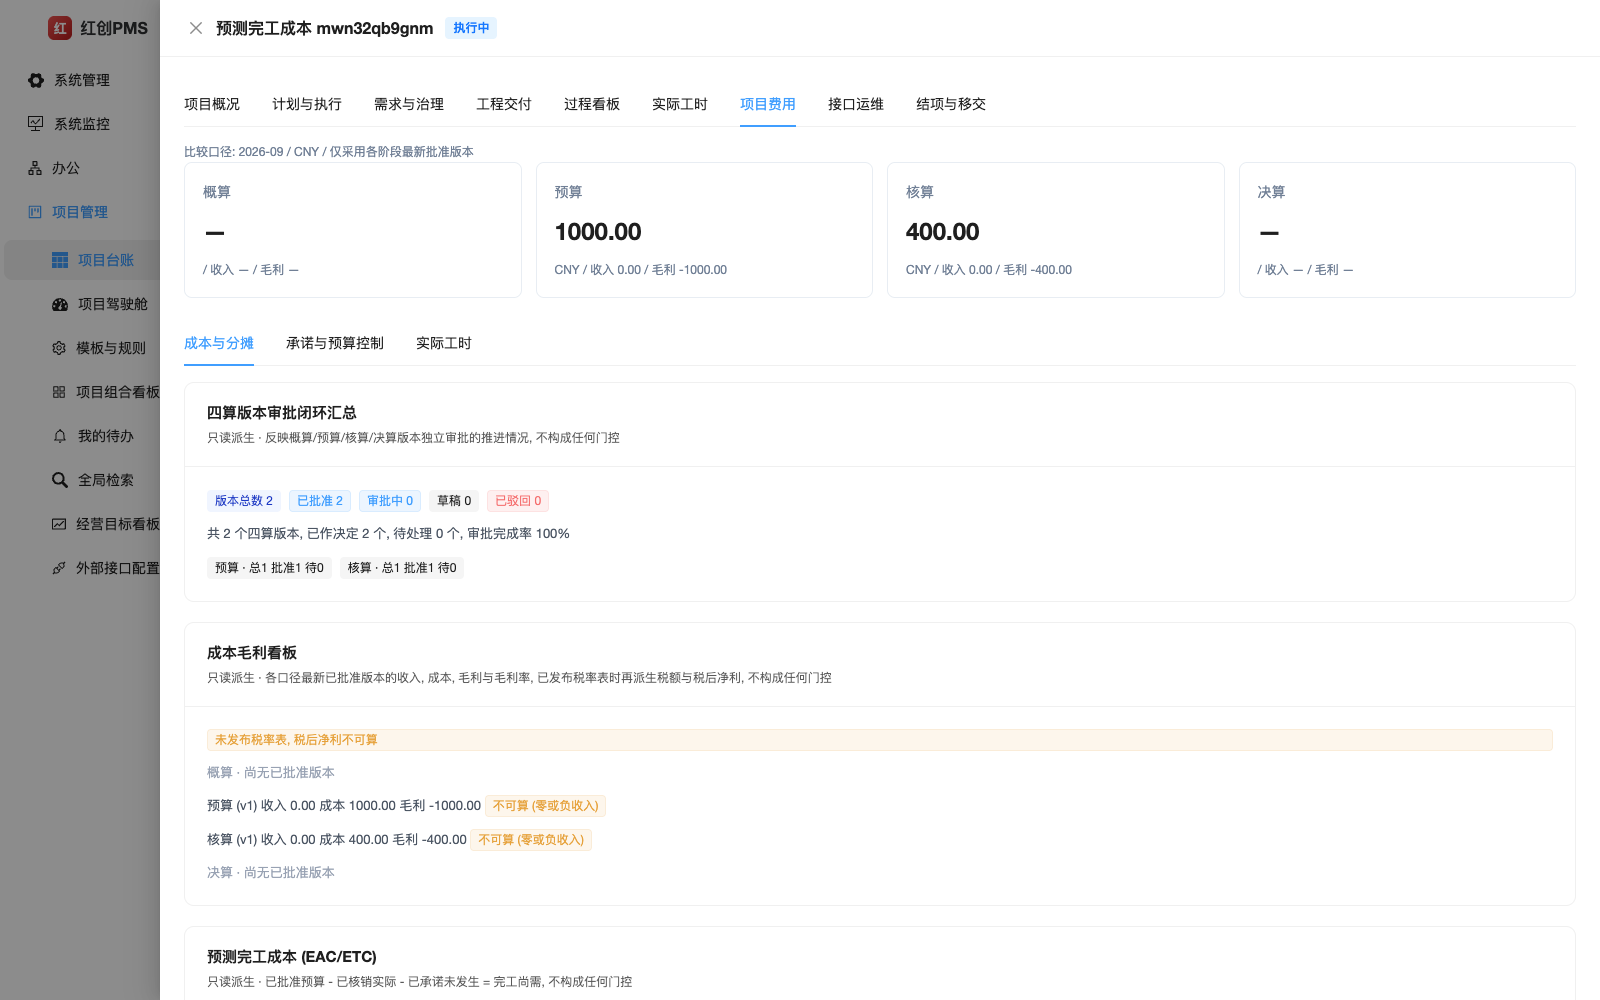 红 红创PMS
系统管理
系统监控
办公
项目管理
项目台账
项目驾驶舱
模板与规则
项目组合看板
我的待办
全局检索
经营目标看板
外部接口配置
预测完工成本 mwn32qb9gnm 执行中
项目概况 计划与执行 需求与治理 工程交付 过程看板 实际工时 项目费用 接口运维 结项与移交
比较口径: 2026-09 / CNY / 仅采用各阶段最新批准版本
概算
—
/ 收入 — / 毛利 —
预算
1000.00
CNY / 收入 0.00 / 毛利 -1000.00
核算
400.00
CNY / 收入 0.00 / 毛利 -400.00
决算
—
/ 收入 — / 毛利 —
成本与分摊 承诺与预算控制 实际工时
四算版本审批闭环汇总
只读派生 · 反映概算/预算/核算/决算版本独立审批的推进情况, 不构成任何门控
版本总数 2 已批准 2 审批中 0 草稿 0 已驳回 0
共 2 个四算版本, 已作决定 2 个, 待处理 0 个, 审批完成率 100%
预算 · 总1 批准1 待0 核算 · 总1 批准1 待0
成本毛利看板
只读派生 · 各口径最新已批准版本的收入, 成本, 毛利与毛利率, 已发布税率表时再派生税额与税后净利, 不构成任何门控
未发布税率表, 税后净利不可算
概算 · 尚无已批准版本
预算 (v1) 收入 0.00 成本 1000.00 毛利 -1000.00 不可算 (零或负收入)
核算 (v1) 收入 0.00 成本 400.00 毛利 -400.00 不可算 (零或负收入)
决算 · 尚无已批准版本
预测完工成本 (EAC/ETC)
只读派生 · 已批准预算 - 已核销实际 - 已承诺未发生 = 完工尚需, 不构成任何门控